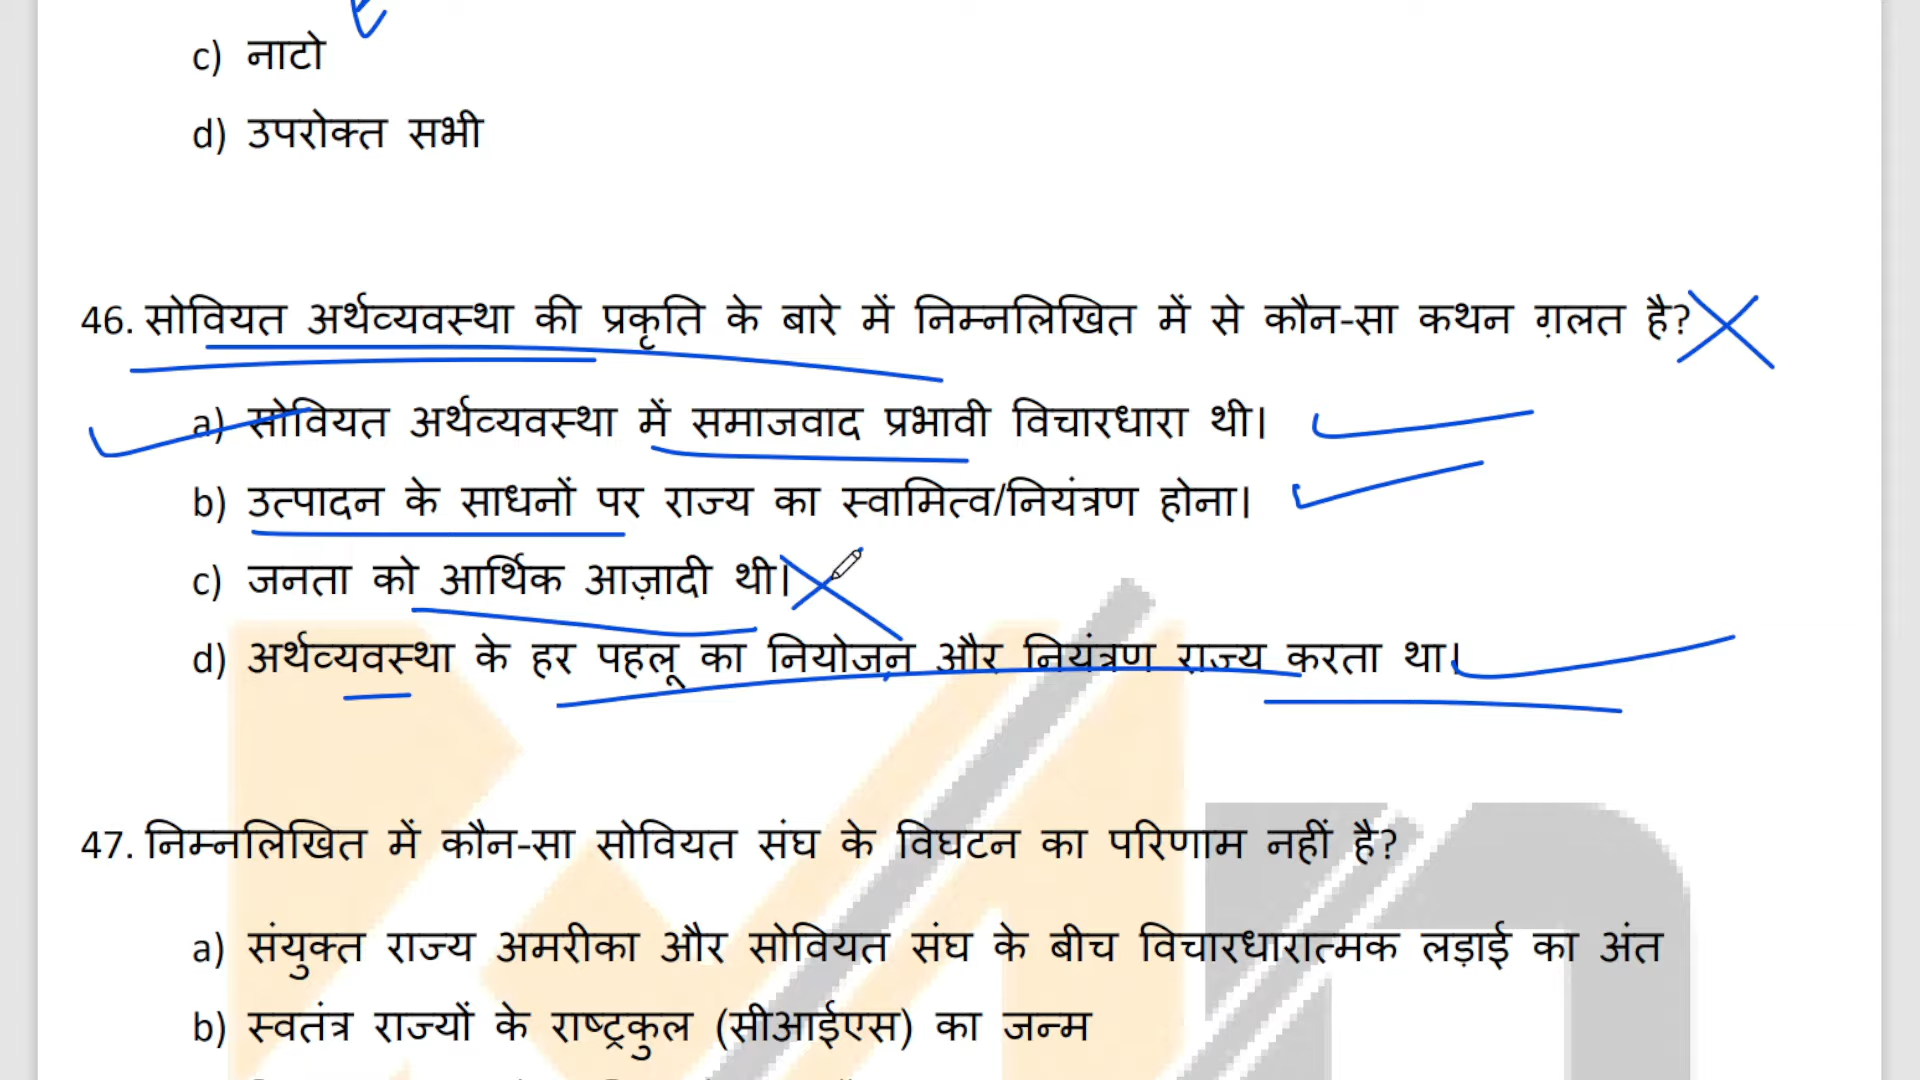 c) नाटो
d) उपरोक्त सभी
46. सोवियत अर्थव्यवस्था की प्रकृति के बारे में निम्नलिखित में से कौन-सा कथन ग़लत है?
a) सोवियत अर्थव्यवस्था में समाजवाद प्रभावी विचारधारा थी।
b) उत्पादन के साधनों पर राज्य का स्वामित्व/नियंत्रण होना।
c) जनता को आर्थिक आज़ादी थी।
d) अर्थव्यवस्था के हर पहलू का नियोजन और नियंत्रण राज्य करता था।
47. निम्नलिखित में कौन-सा सोवियत संघ के विघटन का परिणाम नहीं है?
a) संयुक्त राज्य अमरीका और सोवियत संघ के बीच विचारधारात्मक लड़ाई का अंत
b) स्वतंत्र राज्यों के राष्ट्रकुल (सीआईएस) का जन्म